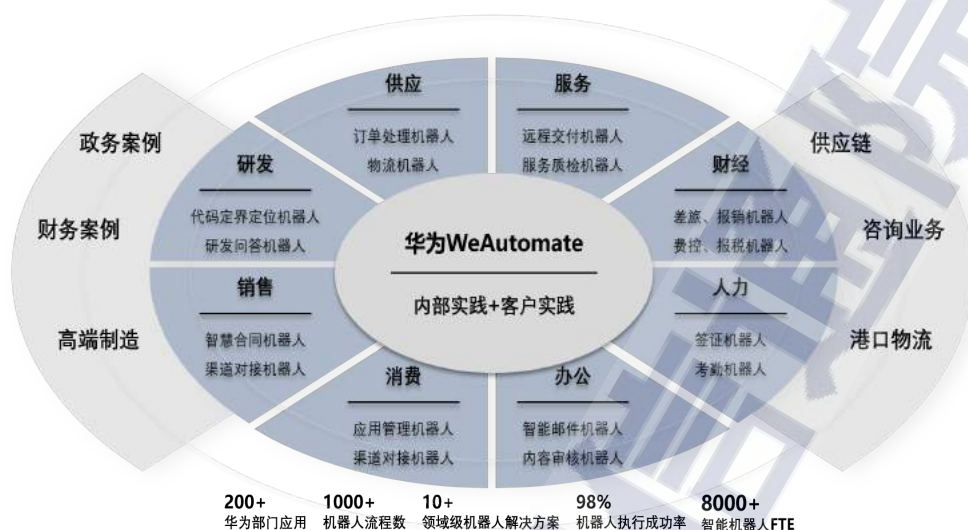 供应
订单处理机器人
物流机器人
服务
远程交付机器人
服务质检机器人
政务案例
财务案例
高端制造
研发
代码定界定位机器人
研发问答机器人
财经
差旅、报销机器人
费控、报税机器人
供应链
咨询业务
港口物流
华为WeAutomate
内部实践+客户实践
销售
智慧合同机器人
渠道对接机器人
人力
签证机器人
考勤机器人
消费
应用管理机器人
渠道对接机器人
办公
智能邮件机器人
内容审核机器人
200+
华为部门应用
1000+
机器人流程数
10+
领域级机器人解决方案
98%
机器人执行成功率
8000+
智能机器人FTE